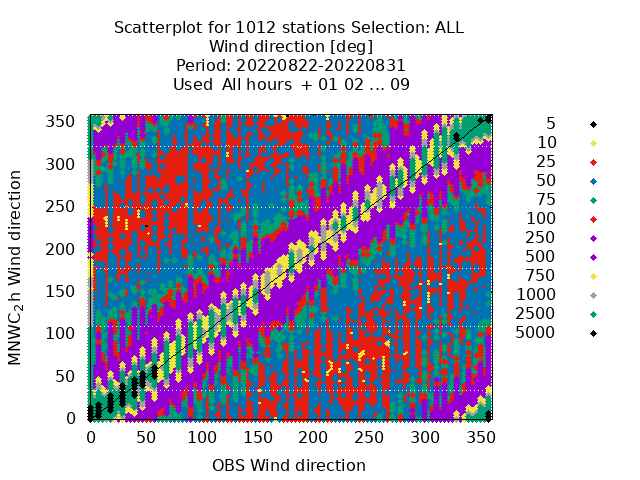 Scatterplot for 1012 stations Selection: ALL
Wind direction [deg]
Period: 20220822-20220831
Used  All hours  + 01 02 ... 09
MNWC_2h Wind direction
350
300
250
200
150
100
50
0
0 50 100 150 200 250 300 350
OBS Wind direction
5
10
25
50
75
100
250
500
750
1000
2500
5000